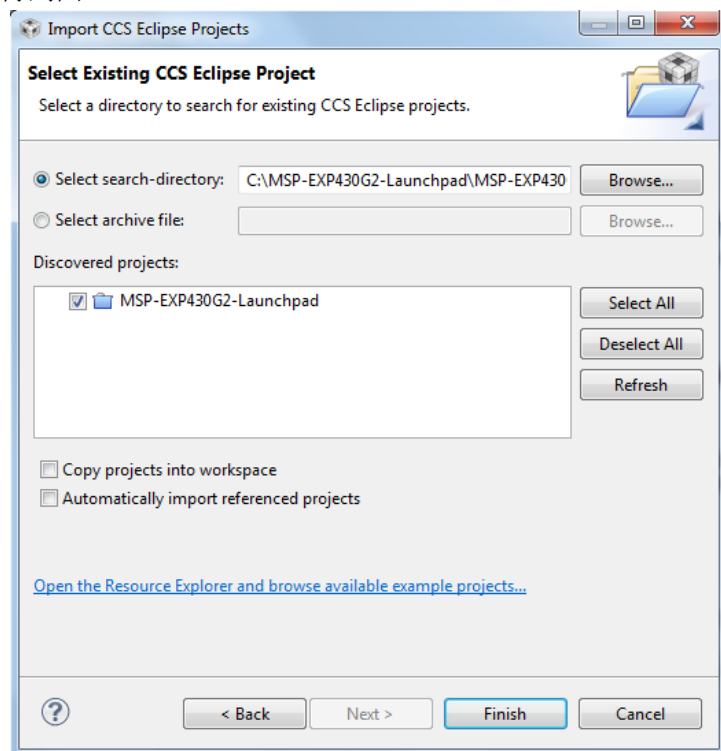 Import CCS Eclipse Projects
Select Existing CCS Eclipse Project
Select a directory to search for existing CCS Eclipse projects.
Select search-directory: C:\MSP-EXP430G2-Launchpad\MSP-EXP430 Browse...
Select archive file: Browse...
Discovered projects:
MSP-EXP430G2-Launchpad
Select All
Deselect All
Refresh
Copy projects into workspace
Automatically import referenced projects
Open the Resource Explorer and browse available example projects...
? < Back Next > Finish Cancel